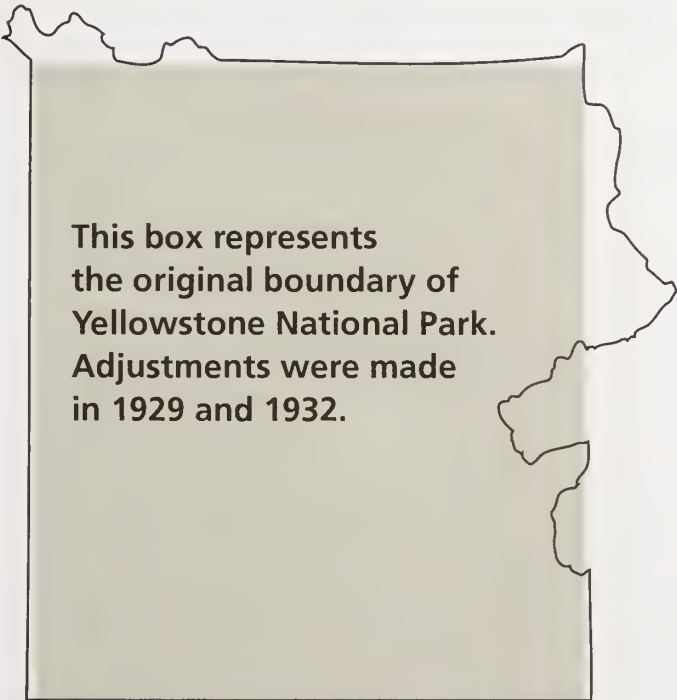 This box represents
the original boundary of
Yellowstone National Park.
Adjustments were made
in 1929 and 1932.